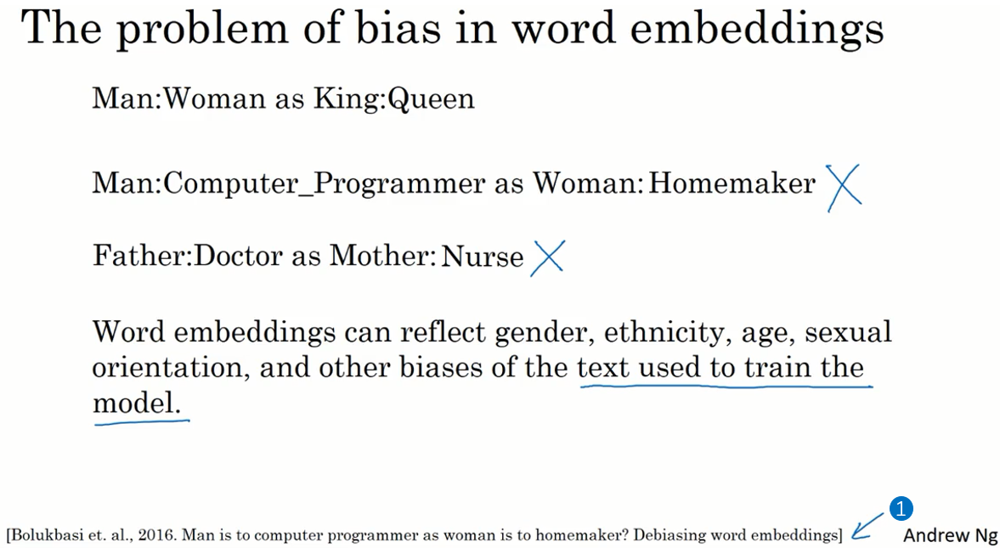 The problem of bias in word embeddings
Man:Woman as King:Queen
Man:Computer_Programmer as Woman:Homemaker
Father:Doctor as Mother:Nurse
Word embeddings can reflect gender, ethnicity, age, sexual
orientation, and other biases of the text used to train the
model.
1
[Bolukbasi et. al., 2016. Man is to computer programmer as woman is to homemaker? Debiasing word embeddings]
Andrew Ng